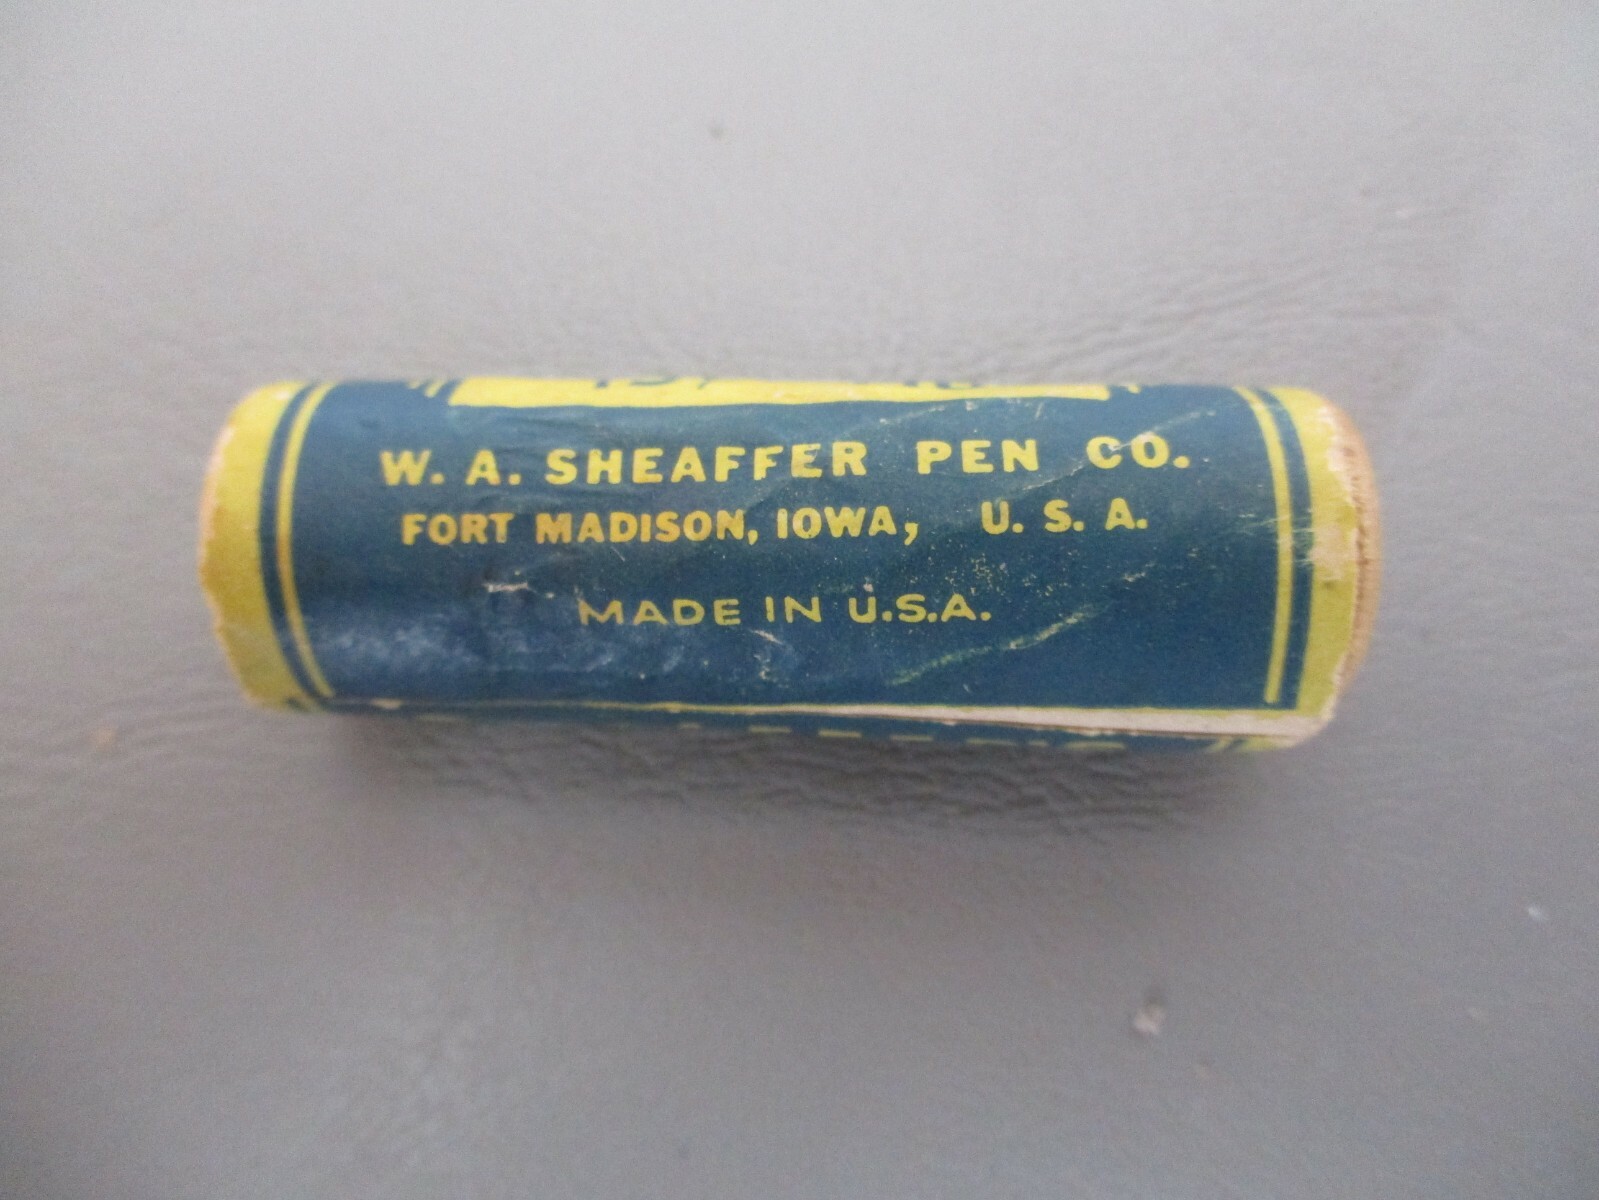 W. A. SHEAFFER PEN CO.
FORT MADISON, IOWA, U. S. A.
MADE IN U.S.A.